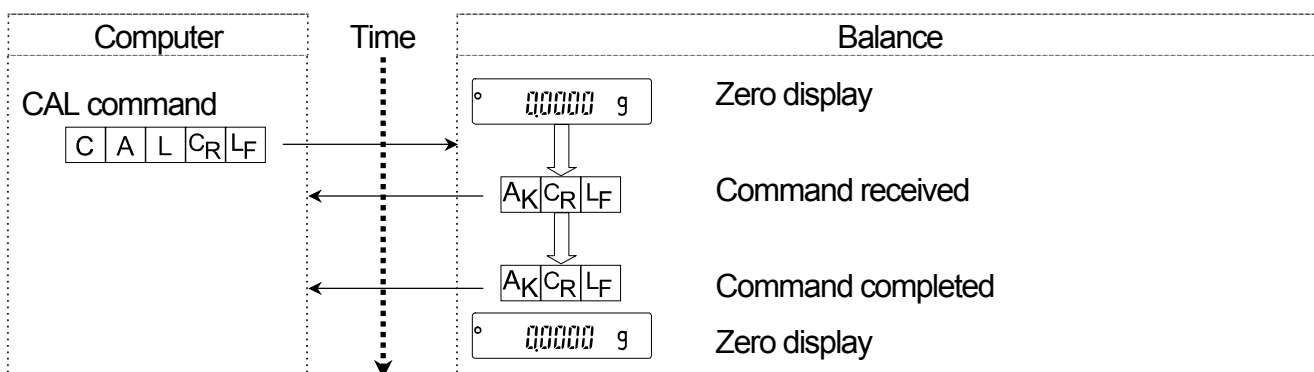 Computer Time Balance
0.0000 g Zero display
CAL command
C A L CR LF
AK CR LF Command received
AK CR LF Command completed
0.0000 g Zero display